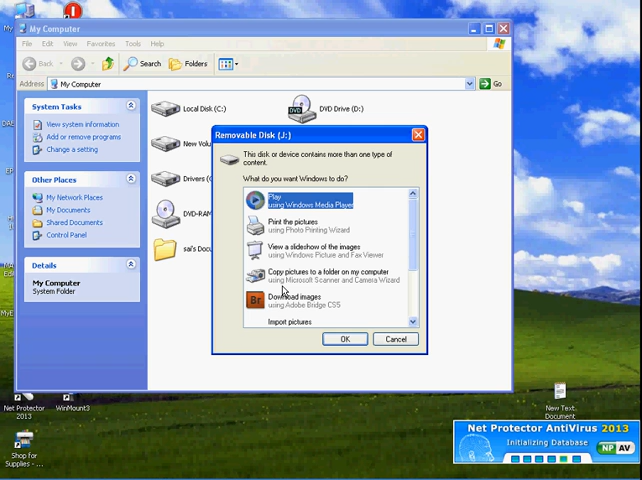 My Computer
File Edit View Favorites Tools Help
Back Search Folders
Address My Computer Go
System Tasks
View system information
Add or remove programs
Change a setting
Other Places
My Network Places
My Documents
Shared Documents
Control Panel
Details
My Computer
System Folder
Local Disk (C:)
DVD DVD Drive (D:)
New Volu
Drivers (
DVD-RAM
sai's Docu
Removable Disk (J:)
This disk or device contains more than one type of
content.
What do you want Windows to do?
Play
using Windows Media Player
Print the pictures
using Photo Printing Wizard
View a slideshow of the images
using Windows Picture and Fax Viewer
Copy pictures to a folder on my computer
using Microsoft Scanner and Camera Wizard
Br
Download images
using Adobe Bridge CS5
Import pictures
OK Cancel
Net Protector
2013
WinMount3
Shop for
Supplies - ...
New Text
Document
Net Protector AntiVirus 2013
Initializing Database
NP AV